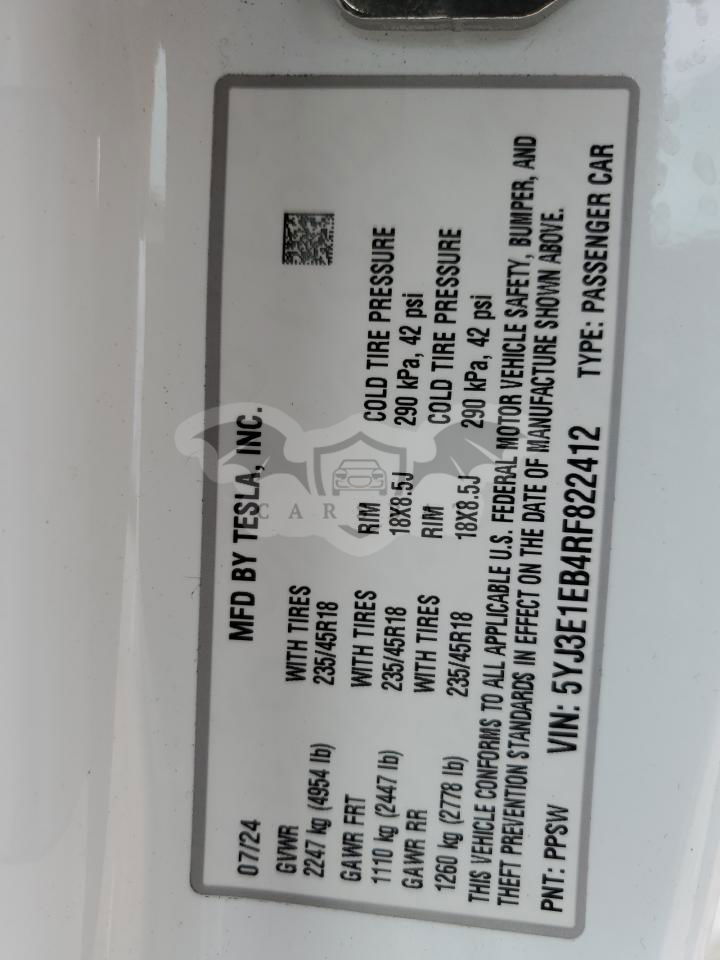 MFD BY TESLA, INC.
07/24
GVWR WITH TIRES
2247 kg (4954 lb) 235/45R18
GAWR FRT WITH TIRES RIM COLD TIRE PRESSURE
1110 kg (2447 lb) 235/45R18 18X8.5J 290 kPa, 42 psi
GAWR RR WITH TIRES RIM COLD TIRE PRESSURE
1260 kg (2778 lb) 235/45R18 18X8.5J 290 kPa, 42 psi
THIS VEHICLE CONFORMS TO ALL APPLICABLE U.S. FEDERAL MOTOR VEHICLE SAFETY, BUMPER, AND
THEFT PREVENTION STANDARDS IN EFFECT ON THE DATE OF MANUFACTURE SHOWN ABOVE.
PNT: PPSW VIN: 5YJ3E1EB4RF822412 TYPE: PASSENGER CAR